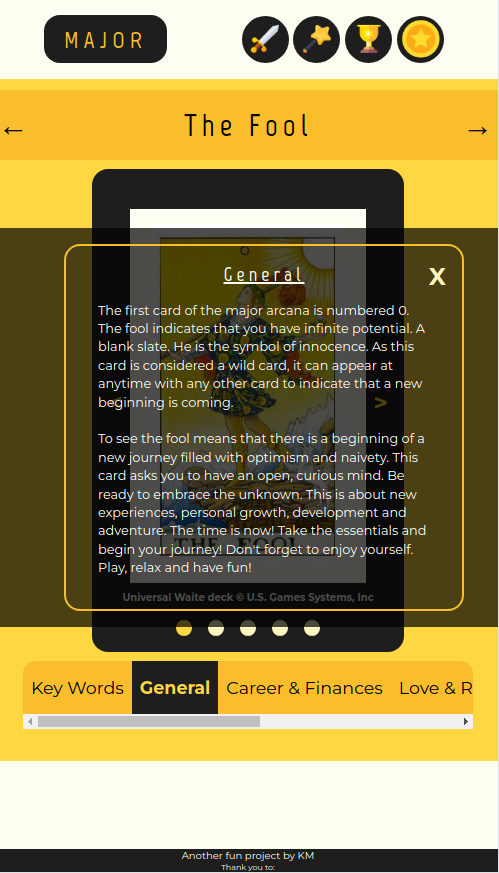 MAJOR
← The Fool →
General
X
The first card of the major arcana is numbered 0.
The fool indicates that you have infinite potential. A
blank slate. He is the symbol of innocence. As this
card is considered a wild card, it can appear at
anytime with any other card to indicate that a new
beginning is coming.
>
To see the fool means that there is a beginning of a
new journey filled with optimism and naivety. This
card asks you to have an open, curious mind. Be
ready to embrace the unknown. This is about new
experiences, personal growth, development and
adventure. The time is now! Take the essentials and
begin your journey! Don't forget to enjoy yourself.
Play, relax and have fun!
THE FOOL
Universal Waite deck © U.S. Games Systems, Inc
Key Words General Career & Finances Love & R
Another fun project by KM
Thank you to: